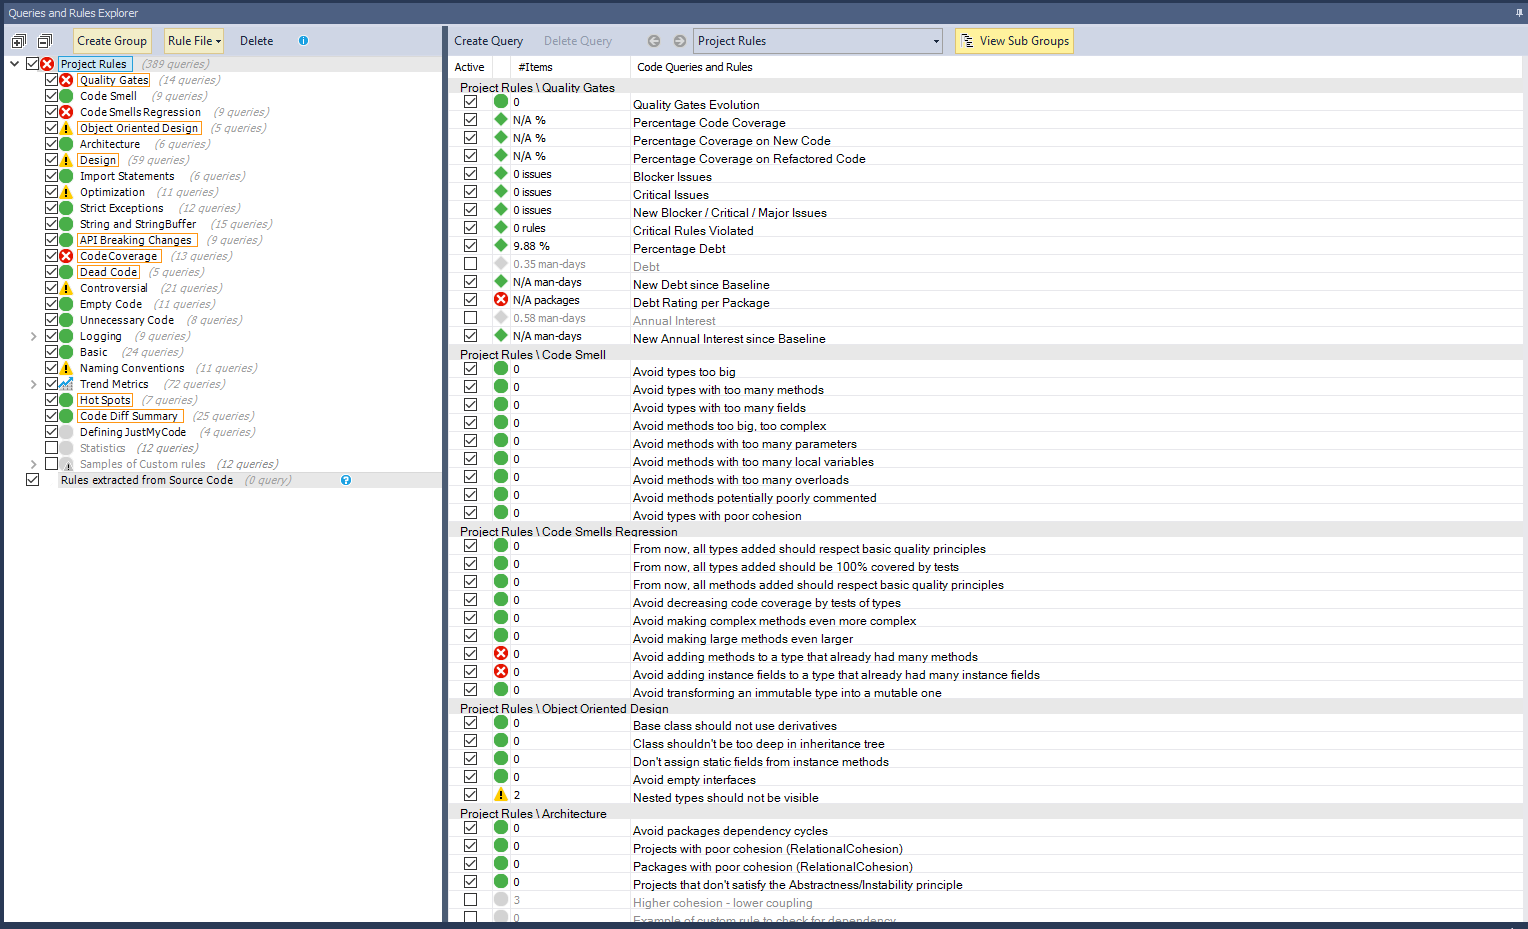 Queries and Rules Explorer
Create Group Rule File Delete
Project Rules (389 queries)
Quality Gates (14 queries)
Code Smell (9 queries)
Code Smells Regression (9 queries)
Object Oriented Design (5 queries)
Architecture (6 queries)
Design (59 queries)
Import Statements (6 queries)
Optimization (11 queries)
Strict Exceptions (12 queries)
String and StringBuffer (15 queries)
API Breaking Changes (9 queries)
Code Coverage (13 queries)
Dead Code (5 queries)
Controversial (21 queries)
Empty Code (11 queries)
Unnecessary Code (8 queries)
Logging (9 queries)
Basic (24 queries)
Naming Conventions (11 queries)
Trend Metrics (72 queries)
Hot Spots (7 queries)
Code Diff Summary (25 queries)
Defining JustMyCode (4 queries)
Statistics (12 queries)
Samples of Custom rules (12 queries)
Rules extracted from Source Code (0 query)
Create Query Delete Query Project Rules View Sub Groups
Active #Items Code Queries and Rules
Project Rules \ Quality Gates
0 Quality Gates Evolution
N/A % Percentage Code Coverage
N/A % Percentage Coverage on New Code
N/A % Percentage Coverage on Refactored Code
0 issues Blocker Issues
0 issues Critical Issues
0 issues New Blocker / Critical / Major Issues
0 rules Critical Rules Violated
9.88 % Percentage Debt
0.35 man-days Debt
N/A man-days New Debt since Baseline
N/A packages Debt Rating per Package
0.58 man-days Annual Interest
N/A man-days New Annual Interest since Baseline
Project Rules \ Code Smell
0 Avoid types too big
0 Avoid types with too many methods
0 Avoid types with too many fields
0 Avoid methods too big, too complex
0 Avoid methods with too many parameters
0 Avoid methods with too many local variables
0 Avoid methods with too many overloads
0 Avoid methods potentially poorly commented
0 Avoid types with poor cohesion
Project Rules \ Code Smells Regression
0 From now, all types added should respect basic quality principles
0 From now, all types added should be 100% covered by tests
0 From now, all methods added should respect basic quality principles
0 Avoid decreasing code coverage by tests of types
0 Avoid making complex methods even more complex
0 Avoid making large methods even larger
0 Avoid adding methods to a type that already had many methods
0 Avoid adding instance fields to a type that already had many instance fields
0 Avoid transforming an immutable type into a mutable one
Project Rules \ Object Oriented Design
0 Base class should not use derivatives
0 Class shouldn't be too deep in inheritance tree
0 Don't assign static fields from instance methods
0 Avoid empty interfaces
2 Nested types should not be visible
Project Rules \ Architecture
0 Avoid packages dependency cycles
0 Projects with poor cohesion (RelationalCohesion)
0 Packages with poor cohesion (RelationalCohesion)
0 Projects that don't satisfy the Abstractness/Instability principle
3 Higher cohesion - lower coupling
0 Example of custom rule to check for dependency